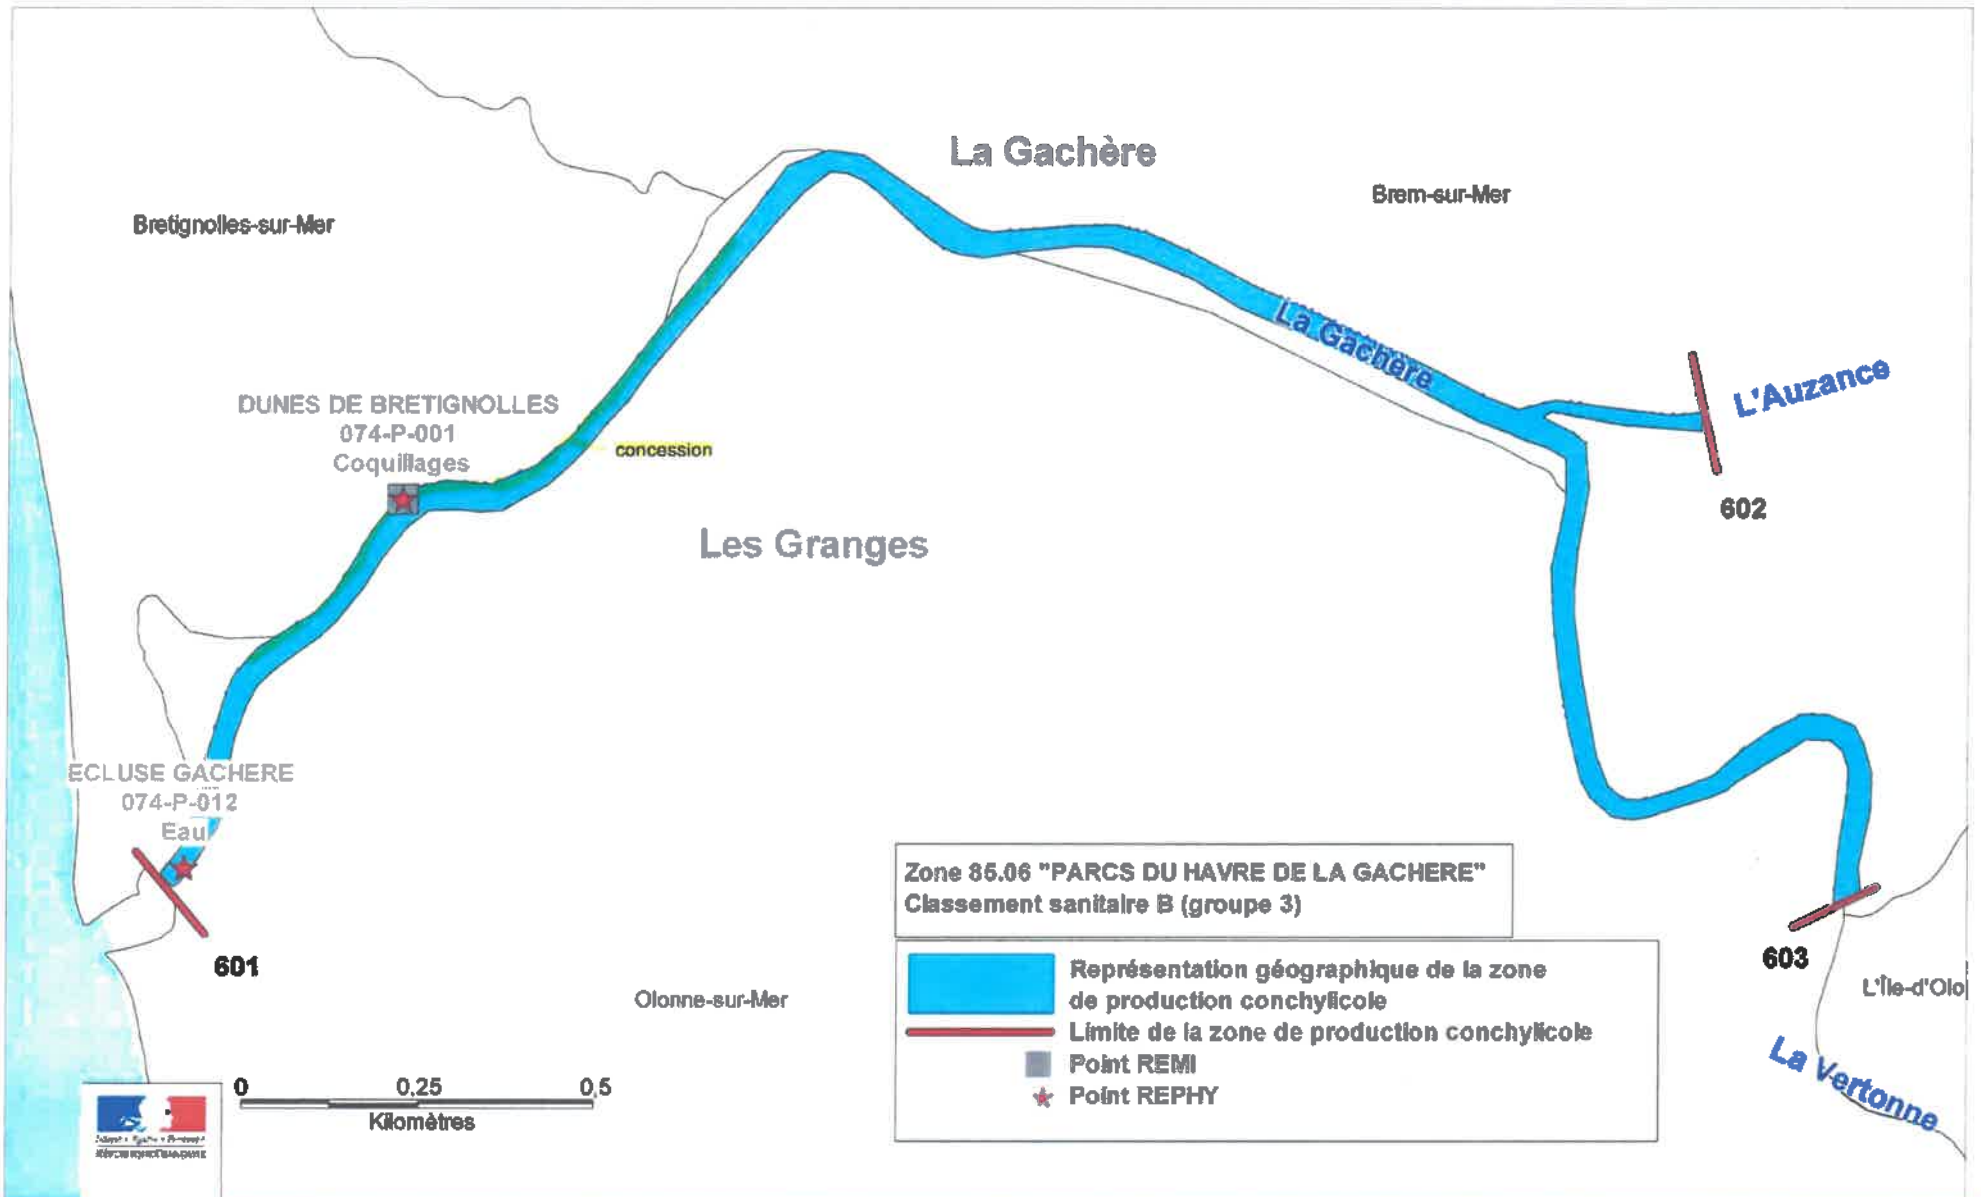 La Gachère
Brem-sur-Mer
Bretignolles-sur-Mer
La Gachère
L'Auzance
DUNES DE BRETIGNOLLES
074-P-001
Coquillages
concession
602
Les Granges
ECLUSE GACHERE
074-P-012
Eau
601
Olonne-sur-Mer
Zone 85.06 "PARCS DU HAVRE DE LA GACHERE"
Classement sanitaire B (groupe 3)
Représentation géographique de la zone
de production conchylicole
Limite de la zone de production conchylicole
Point REMI
Point REPHY
603
L'Île-d'Olo
La Vertonne
0 0,25 0,5
Kilomètres